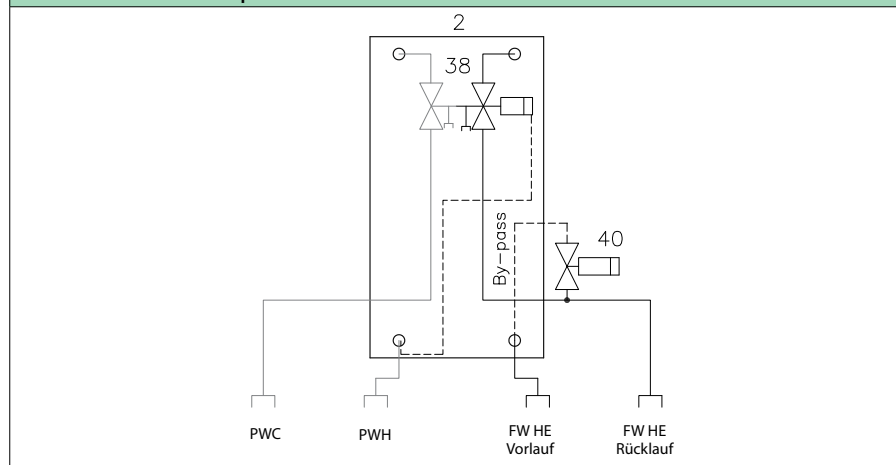 2
38
By-pass
40
PWC
PWH
FW HE
Vorlauf
FW HE
Rücklauf